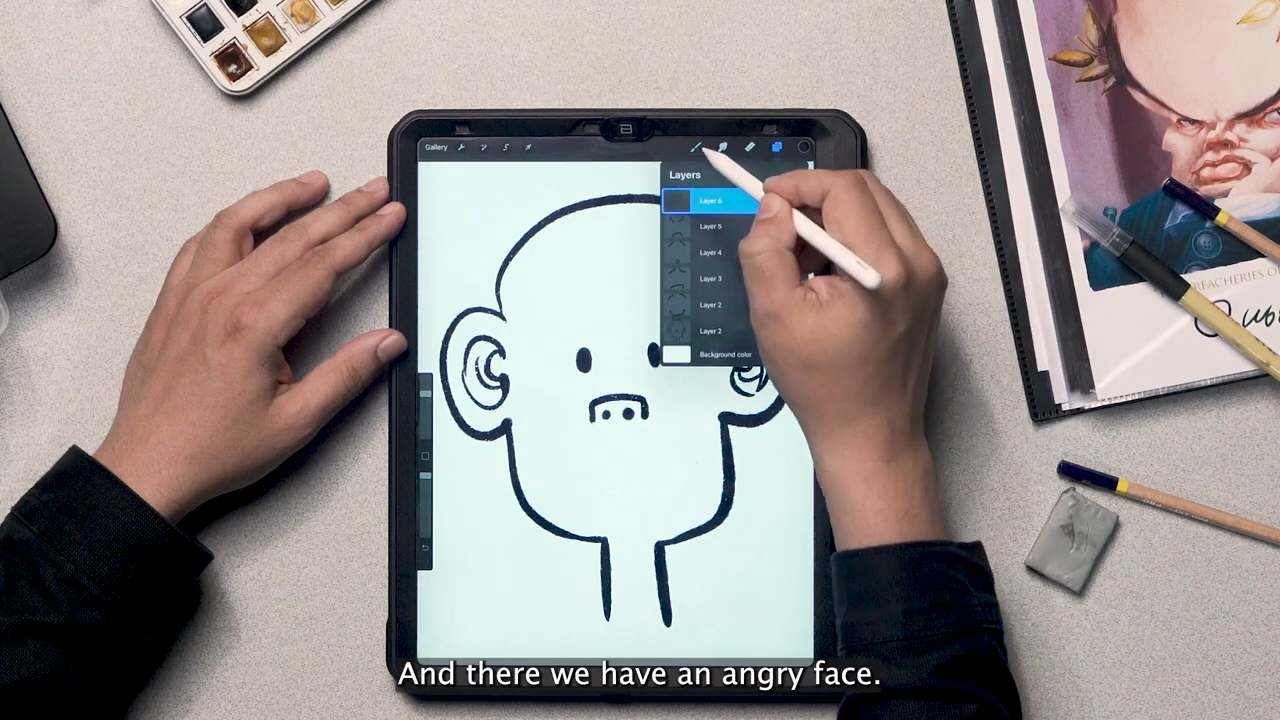 Gallery
Layers
Layer 6
Layer 5
Layer 4
Layer 3
Layer 2
Layer 2
Background color
REACHERIES O
And there we have an angry face.